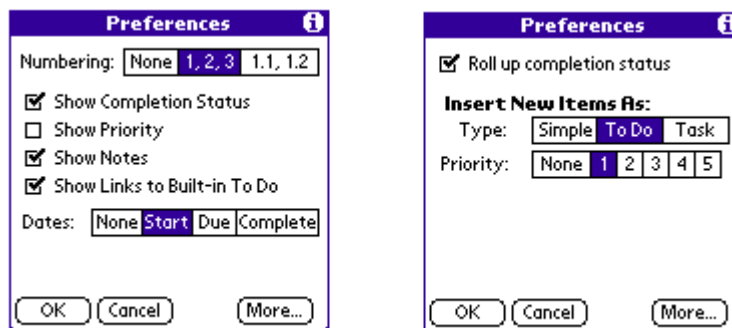 Preferences
Numbering: None 1, 2, 3 1.1, 1.2
Show Completion Status
Show Priority
Show Notes
Show Links to Built-in To Do
Dates: None Start Due Complete
OK Cancel More...
Preferences
Roll up completion status
Insert New Items As:
Type: Simple To Do Task
Priority: None 1 2 3 4 5
OK Cancel More...